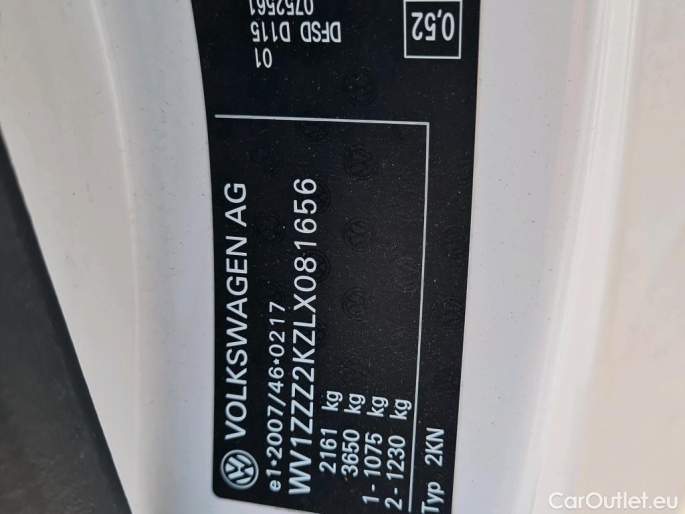 VOLKSWAGEN AG
e1*2007/46*0217
WV1ZZZ2KZLX081656
2161 kg
3650 kg
1 - 1075 kg
2 - 1230 kg
Typ 2KN
01
DFSD D115
0752561
0,52
CarOutlet.eu